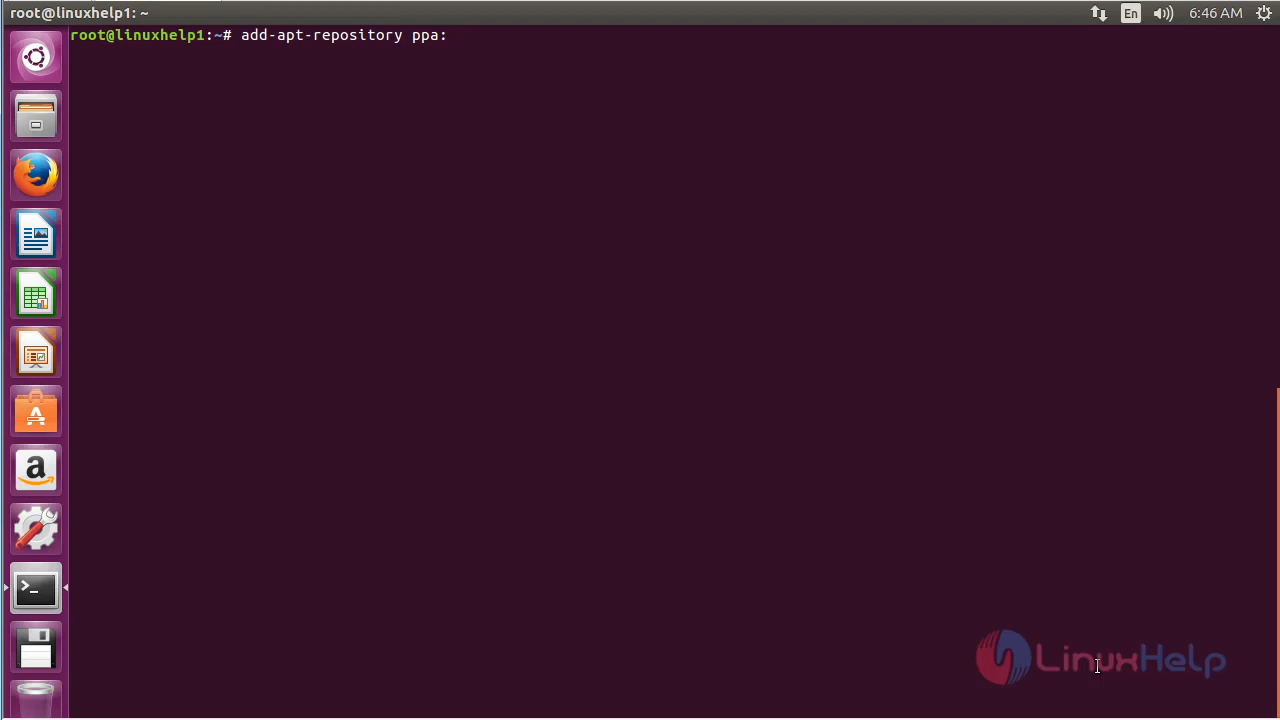 root@linuxhelp1: ~
En
6:46 AM
root@linuxhelp1:~# add-apt-repository ppa:
LinuxHelp